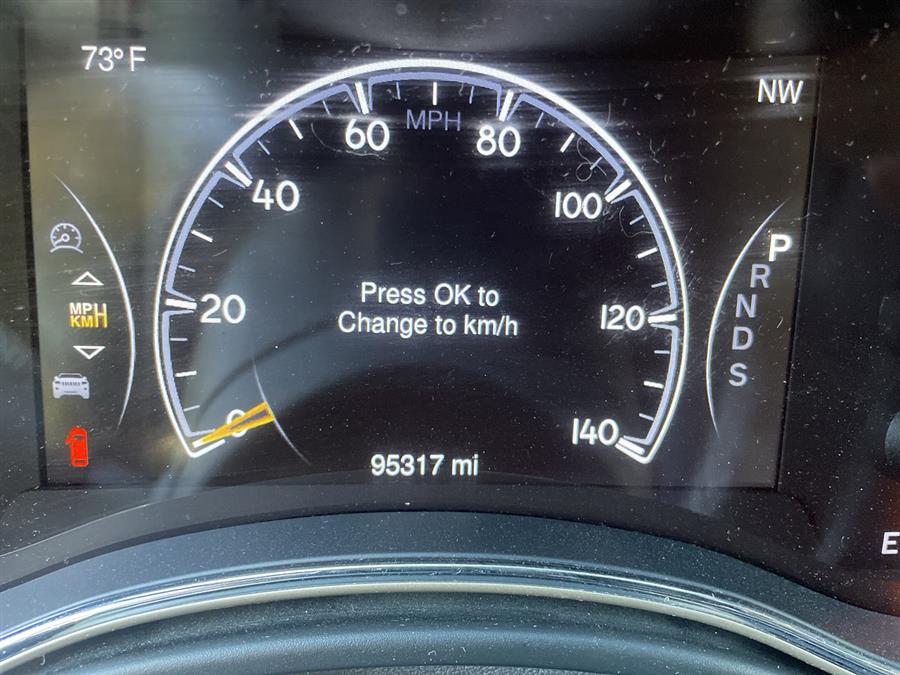 73°F
NW
MPH
0
20
40
60
80
100
120
140
MPH
KM
Press OK to
Change to km/h
P
R
N
D
S
95317 mi
E